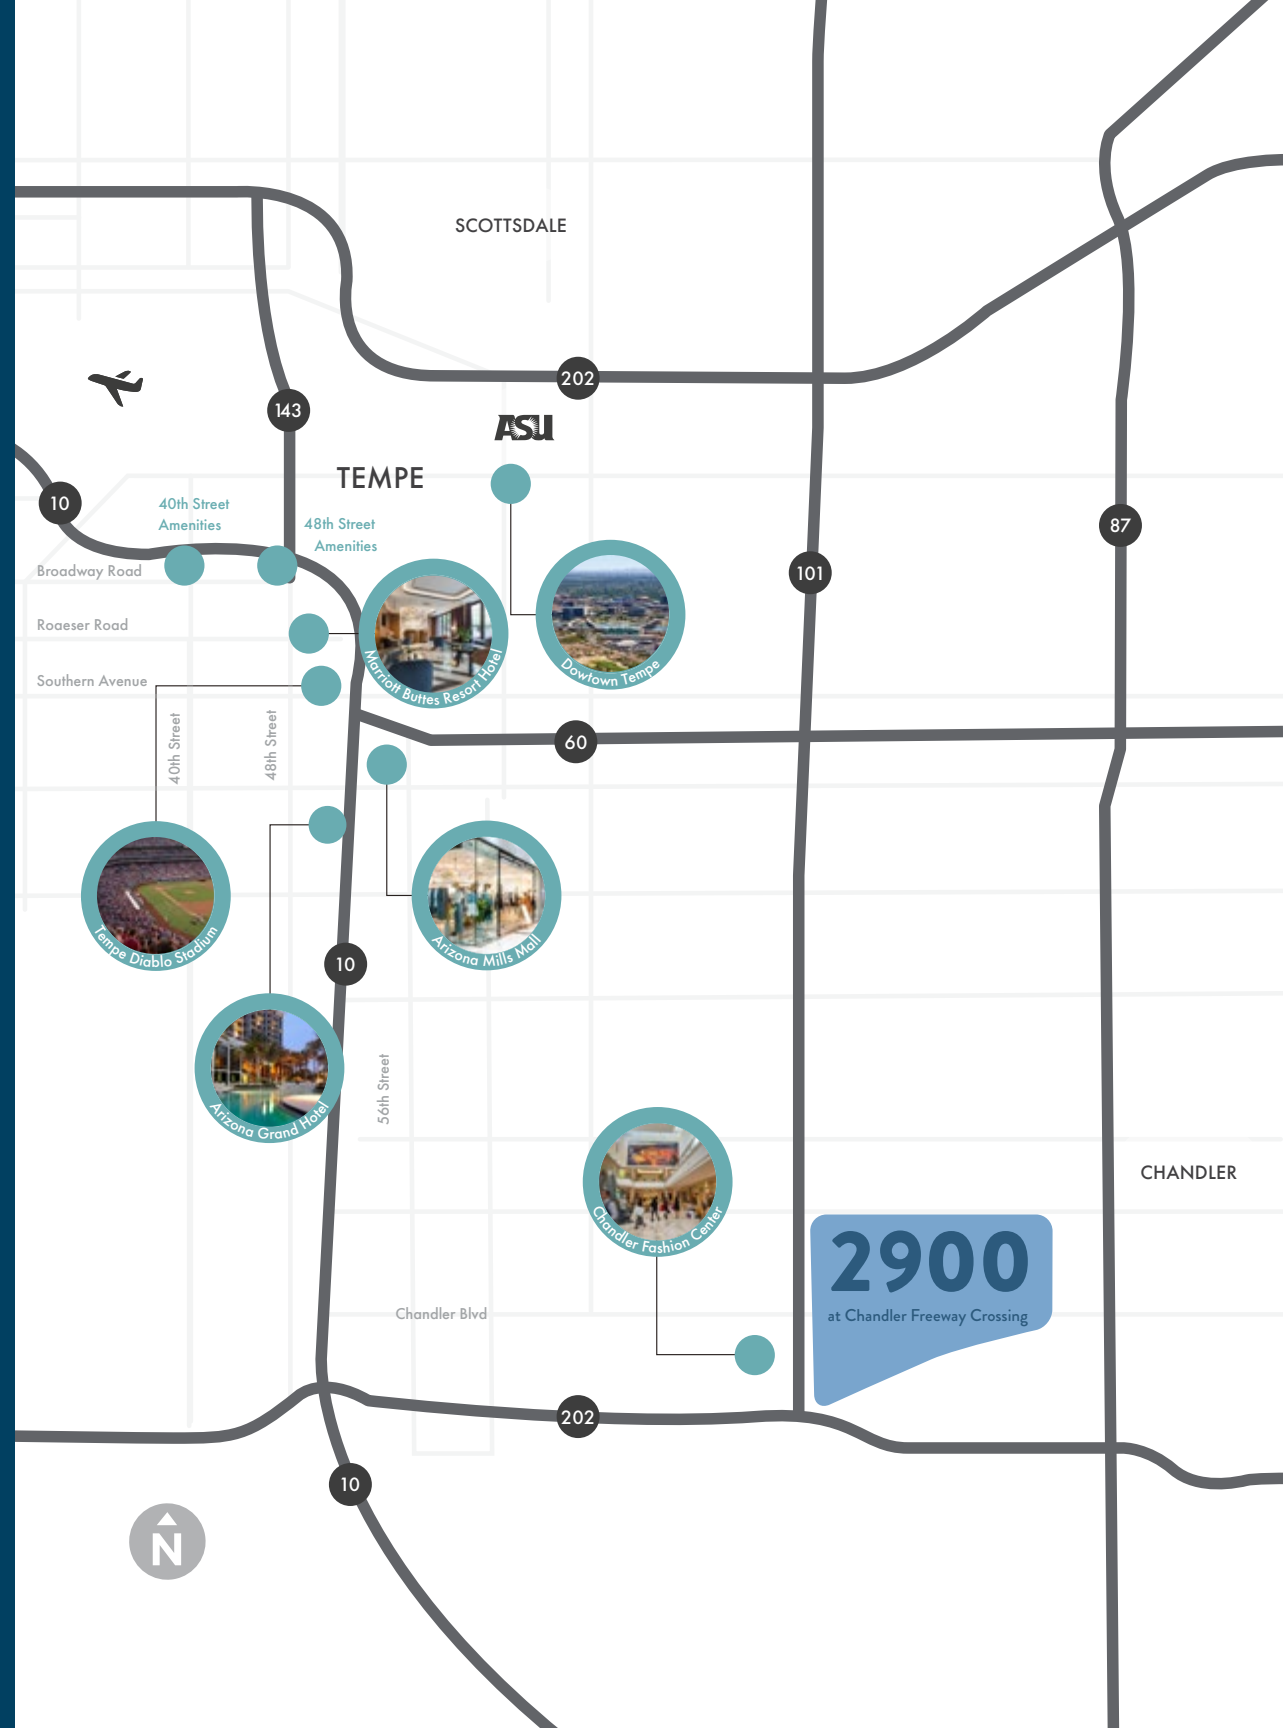 SCOTTSDALE
202
143
ASU
TEMPE
10
40th Street
Amenities
48th Street
Amenities
87
101
Broadway Road
Roaeser Road
Southern Avenue
Marriott Buttes Resort Hotel
Dowtown Tempe
40th Street
48th Street
60
Tempe Diablo Stadium
Arizona Mills Mall
10
Arizona Grand Hotel
56th Street
Chandler Fashion Center
CHANDLER
2900
at Chandler Freeway Crossing
Chandler Blvd
202
10
N